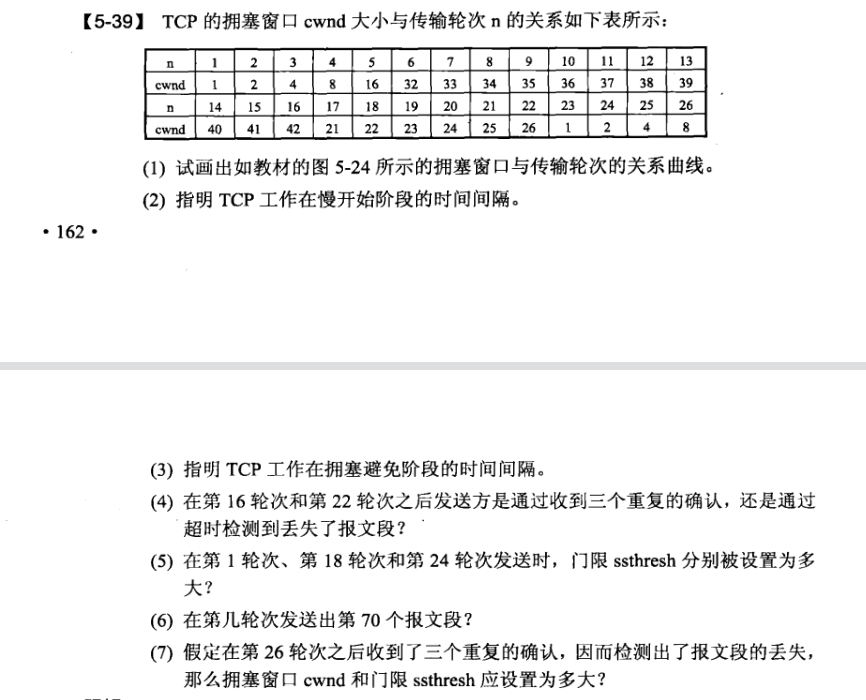 【5-39】 TCP 的拥塞窗口 cwnd 大小与传输轮次 n 的关系如下表所示：
n 1 2 3 4 5 6 7 8 9 10 11 12 13
cwnd 1 2 4 8 16 32 33 34 35 36 37 38 39
n 14 15 16 17 18 19 20 21 22 23 24 25 26
cwnd 40 41 42 21 22 23 24 25 26 1 2 4 8
(1) 试画出如教材的图 5-24 所示的拥塞窗口与传输轮次的关系曲线。
(2) 指明 TCP 工作在慢开始阶段的时间间隔。
• 162 •
(3) 指明 TCP 工作在拥塞避免阶段的时间间隔。
(4) 在第 16 轮次和第 22 轮次之后发送方是通过收到三个重复的确认，还是通过
超时检测到丢失了报文段？
(5) 在第 1 轮次、第 18 轮次和第 24 轮次发送时，门限 ssthresh 分别被设置为多
大？
(6) 在第几轮次发送出第 70 个报文段？
(7) 假定在第 26 轮次之后收到了三个重复的确认，因而检测出了报文段的丢失，
那么拥塞窗口 cwnd 和门限 ssthresh 应设置为多大？